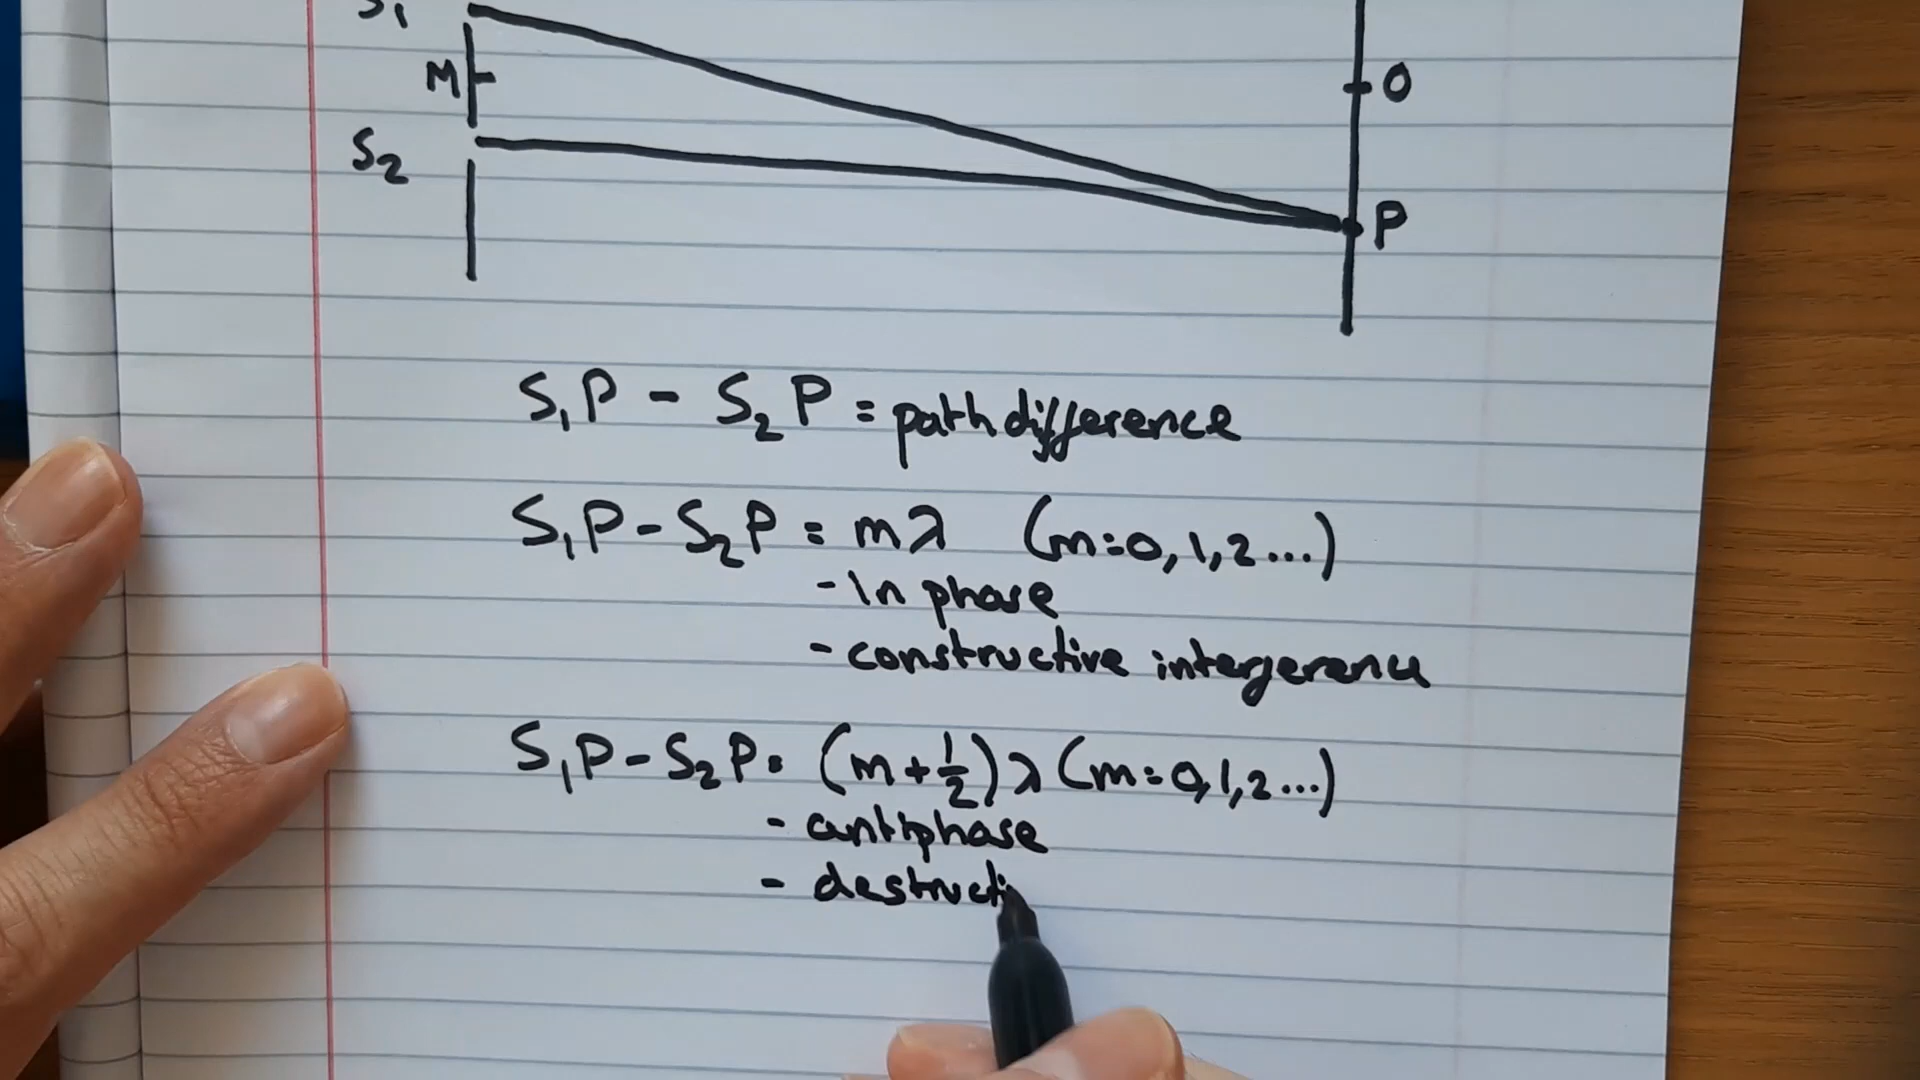 S₁
M
O
S₂
P
S₁P - S₂P = path difference
S₁P - S₂P = mλ (m=0,1,2...)
- In phase
- constructive interference
S₁P - S₂P = (m + 1/2)λ (m=0,1,2...)
- antiphase
- destructi